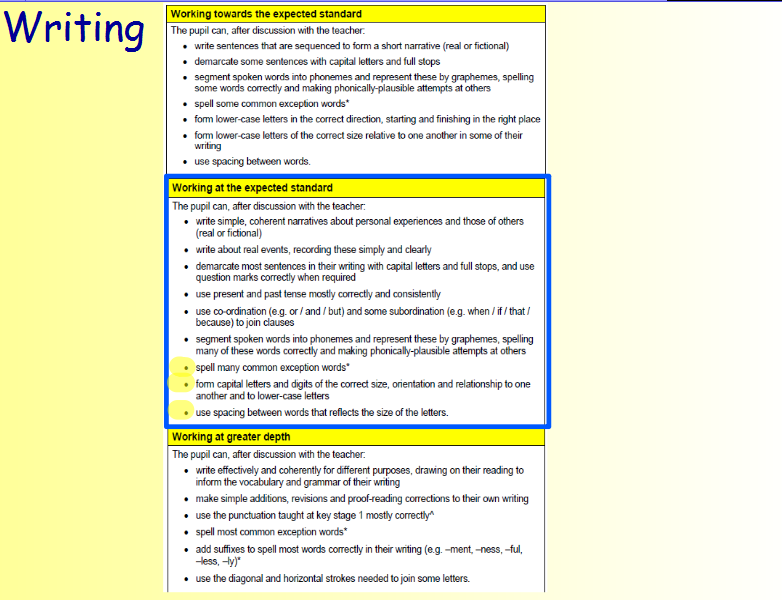 Writing
Working towards the expected standard
The pupil can, after discussion with the teacher:
• write sentences that are sequenced to form a short narrative (real or fictional)
• demarcate some sentences with capital letters and full stops
• segment spoken words into phonemes and represent these by graphemes, spelling
some words correctly and making phonically-plausible attempts at others
• spell some common exception words*
• form lower-case letters in the correct direction, starting and finishing in the right place
• form lower-case letters of the correct size relative to one another in some of their
writing
• use spacing between words.
Working at the expected standard
The pupil can, after discussion with the teacher:
• write simple, coherent narratives about personal experiences and those of others
(real or fictional)
• write about real events, recording these simply and clearly
• demarcate most sentences in their writing with capital letters and full stops, and use
question marks correctly when required
• use present and past tense mostly correctly and consistently
• use co-ordination (e.g. or / and / but) and some subordination (e.g. when / if / that /
because) to join clauses
• segment spoken words into phonemes and represent these by graphemes, spelling
many of these words correctly and making phonically-plausible attempts at others
• spell many common exception words*
• form capital letters and digits of the correct size, orientation and relationship to one
another and to lower-case letters
• use spacing between words that reflects the size of the letters.
Working at greater depth
The pupil can, after discussion with the teacher:
• write effectively and coherently for different purposes, drawing on their reading to
inform the vocabulary and grammar of their writing
• make simple additions, revisions and proof-reading corrections to their own writing
• use the punctuation taught at key stage 1 mostly correctly^
• spell most common exception words*
• add suffixes to spell most words correctly in their writing (e.g. –ment, –ness, –ful,
–less, –ly)*
• use the diagonal and horizontal strokes needed to join some letters.